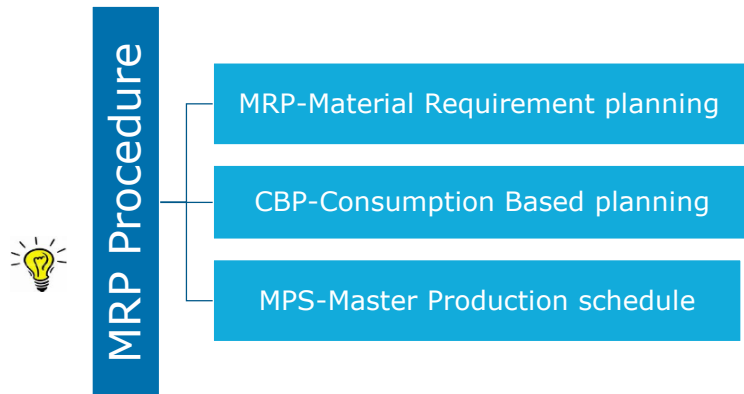 MRP Procedure
MRP-Material Requirement planning
CBP-Consumption Based planning
MPS-Master Production schedule